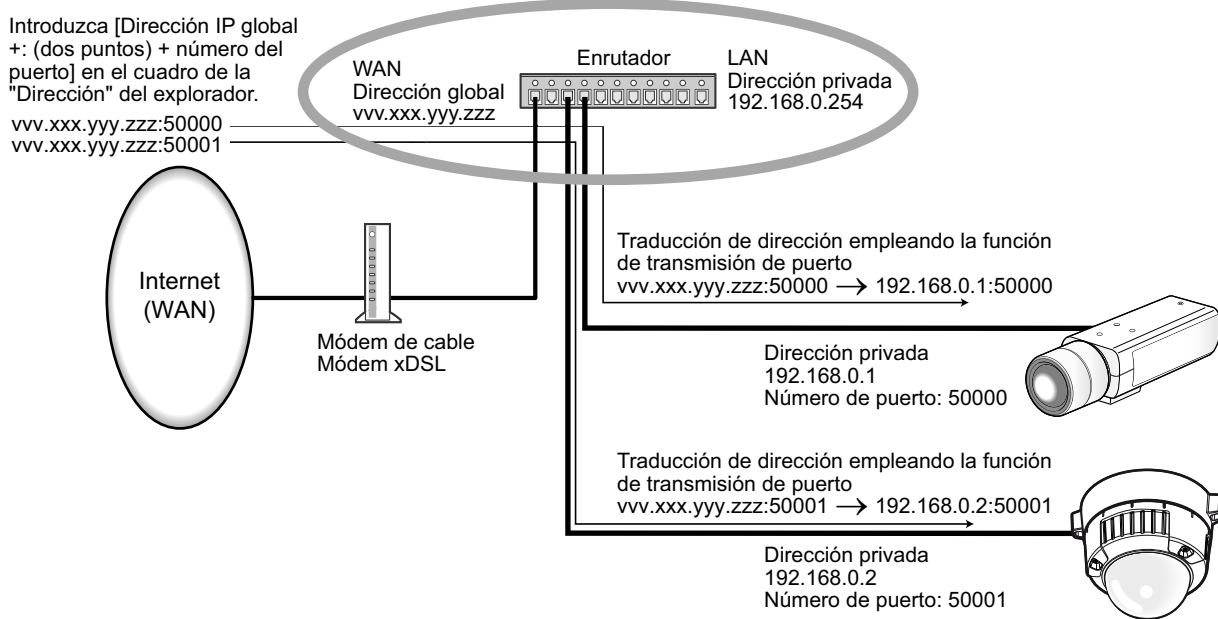 Introduzca [Dirección IP global
+: (dos puntos) + número del
puerto] en el cuadro de la
"Dirección" del explorador.
vvv.xxx.yyy.zzz:50000
vvv.xxx.yyy.zzz:50001
WAN
Dirección global
vvv.xxx.yyy.zzz
Enrutador
LAN
Dirección privada
192.168.0.254
Internet
(WAN)
Módem de cable
Módem xDSL
Traducción de dirección empleando la función
de transmisión de puerto
vvv.xxx.yyy.zzz:50000 → 192.168.0.1:50000
Dirección privada
192.168.0.1
Número de puerto: 50000
Traducción de dirección empleando la función
de transmisión de puerto
vvv.xxx.yyy.zzz:50001 → 192.168.0.2:50001
Dirección privada
192.168.0.2
Número de puerto: 50001